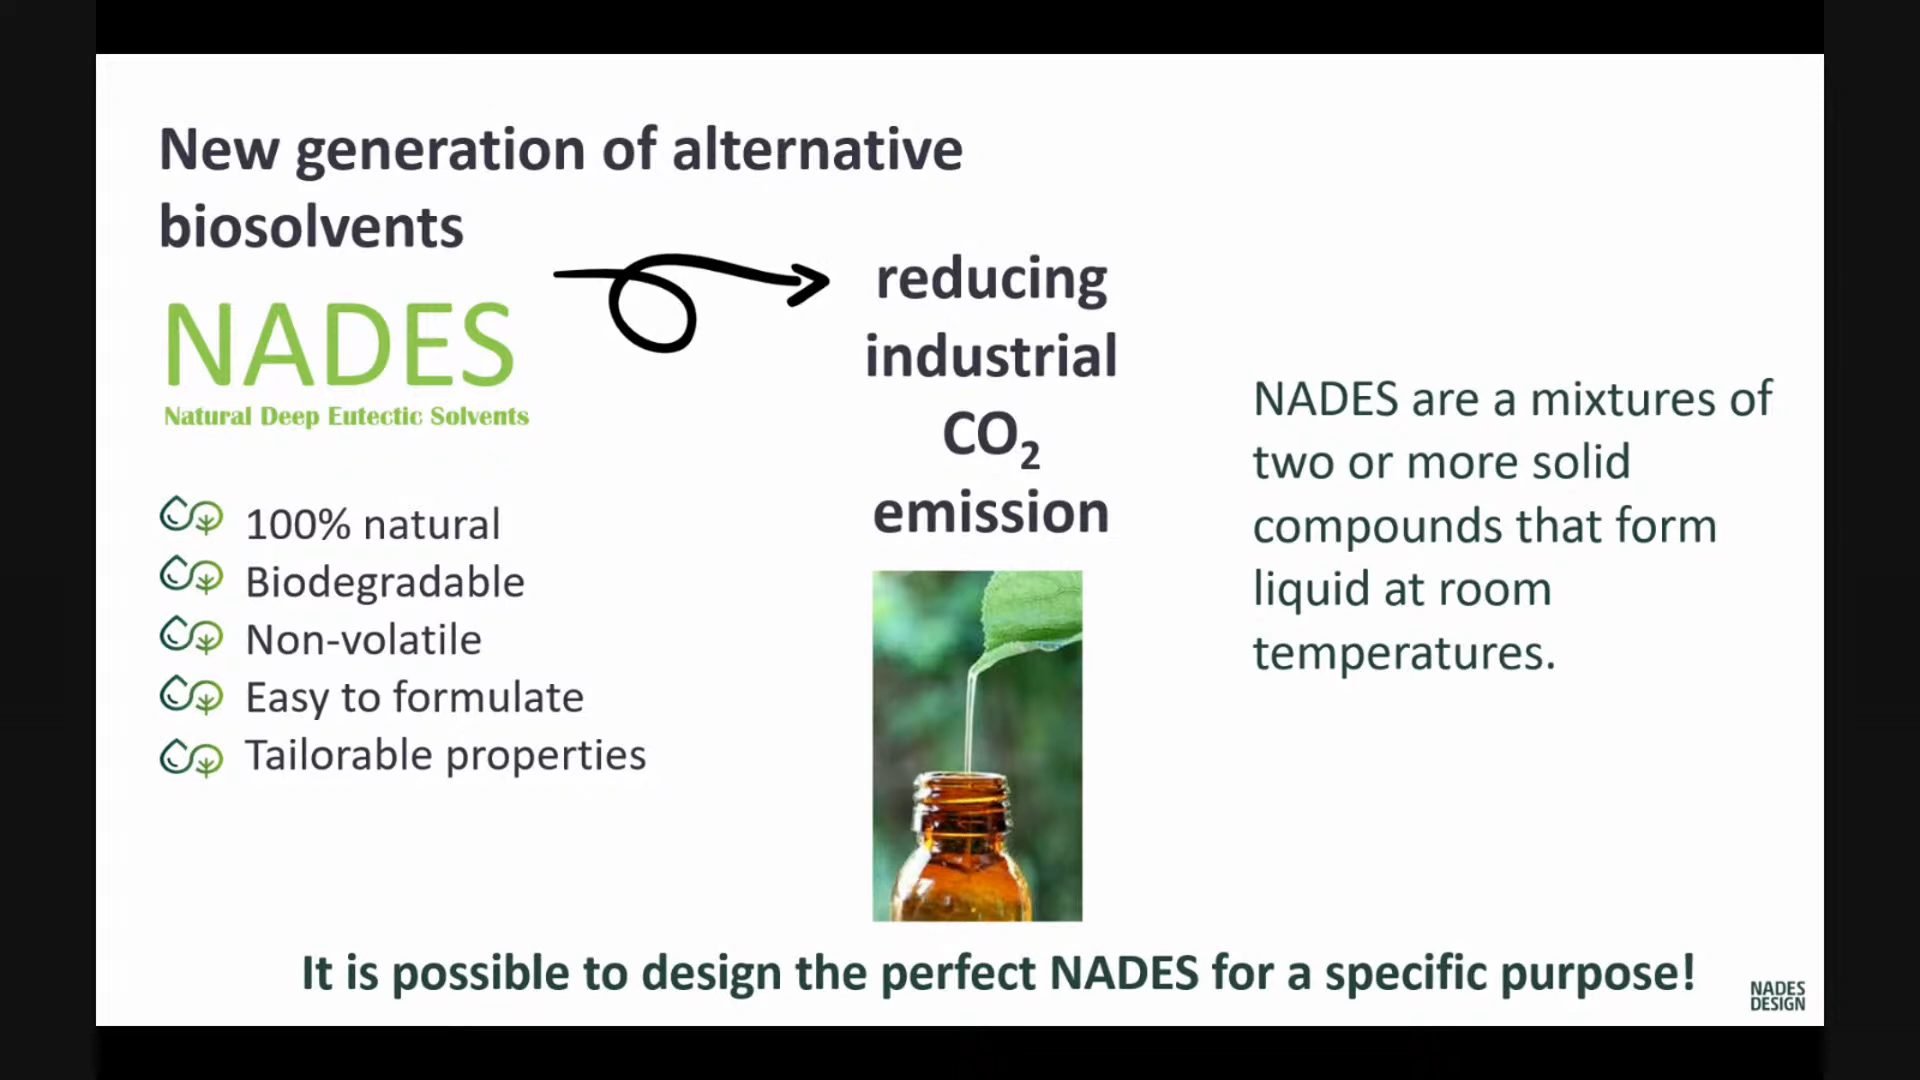 New generation of alternative
biosolvents
NADES
Natural Deep Eutectic Solvents
100% natural
Biodegradable
Non-volatile
Easy to formulate
Tailorable properties
reducing
industrial
CO₂
emission
NADES are a mixtures of
two or more solid
compounds that form
liquid at room
temperatures.
It is possible to design the perfect NADES for a specific purpose!
NADES
DESIGN